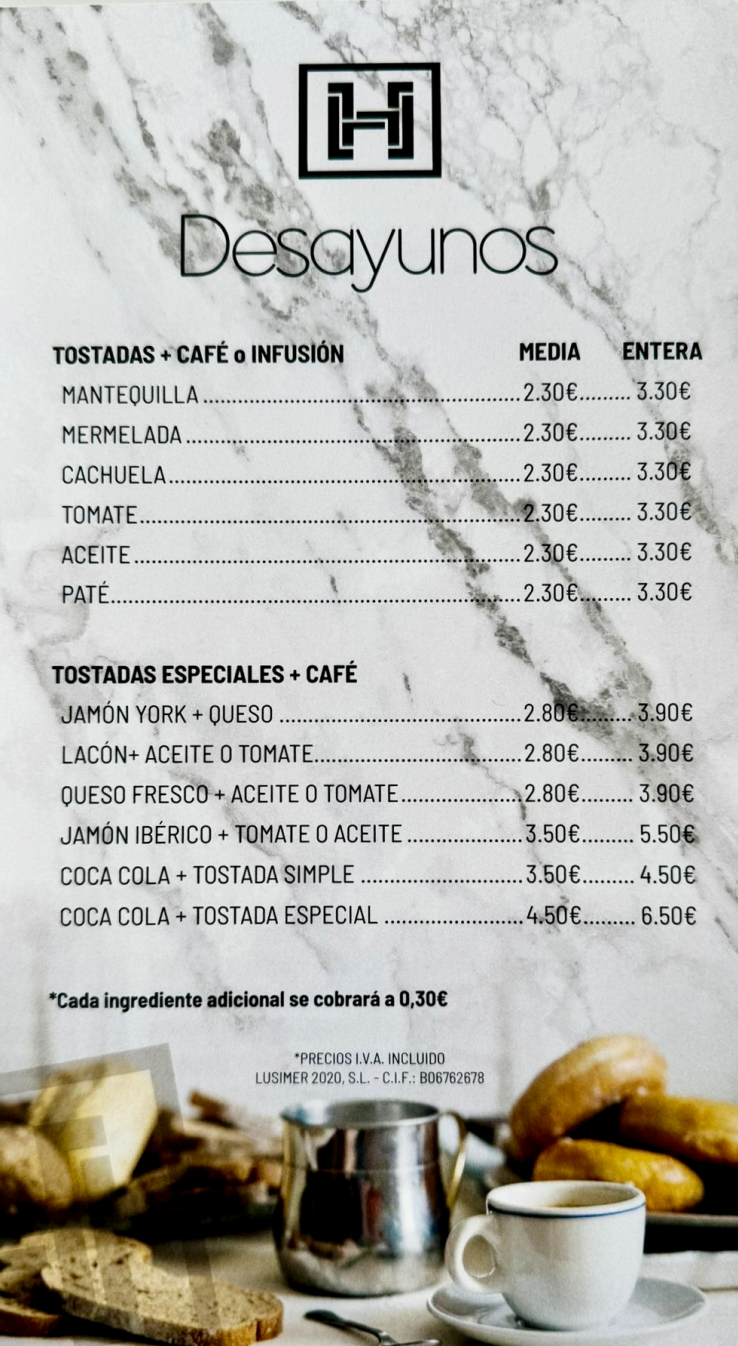 H
Desayunos
TOSTADAS + CAFÉ o INFUSIÓN MEDIA ENTERA
MANTEQUILLA ..........2.30€......... 3.30€
MERMELADA ..........2.30€......... 3.30€
CACHUELA..........2.30€......... 3.30€
TOMATE..........2.30€......... 3.30€
ACEITE ..........2.30€......... 3.30€
PATÉ..........2.30€......... 3.30€
TOSTADAS ESPECIALES + CAFÉ
JAMÓN YORK + QUESO ..........2.80€......... 3.90€
LACÓN+ ACEITE O TOMATE..........2.80€......... 3.90€
QUESO FRESCO + ACEITE O TOMATE..........2.80€......... 3.90€
JAMÓN IBÉRICO + TOMATE O ACEITE ..........3.50€......... 5.50€
COCA COLA + TOSTADA SIMPLE ..........3.50€......... 4.50€
COCA COLA + TOSTADA ESPECIAL ..........4.50€......... 6.50€
*Cada ingrediente adicional se cobrará a 0,30€
*PRECIOS I.V.A. INCLUIDO
LUSIMER 2020, S.L. - C.I.F.: B06762678